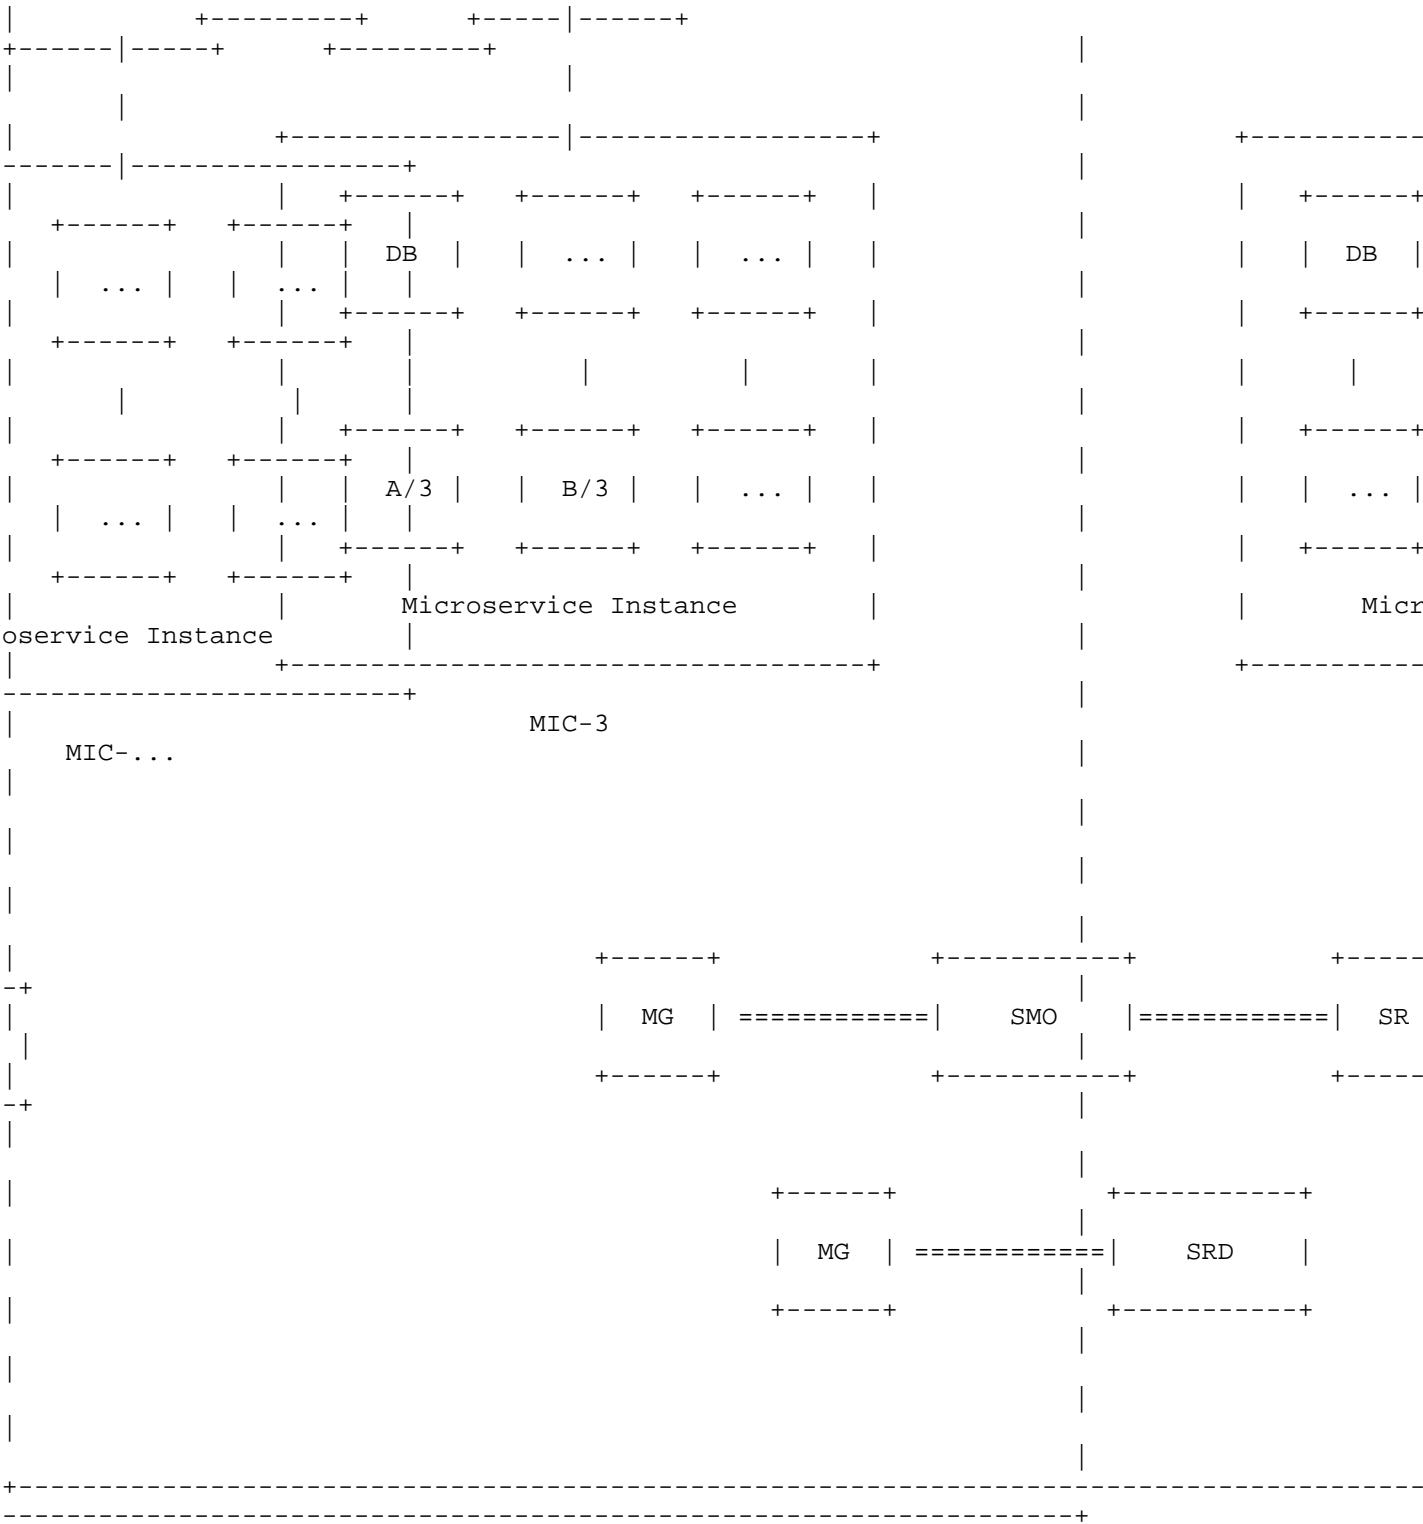 DB ... ... DB
... ...
A/3 B/3 ... ...
... ...
Microservice Instance Micr
oservice Instance
MIC-3
MIC-...
MG SMO SR
MG SRD